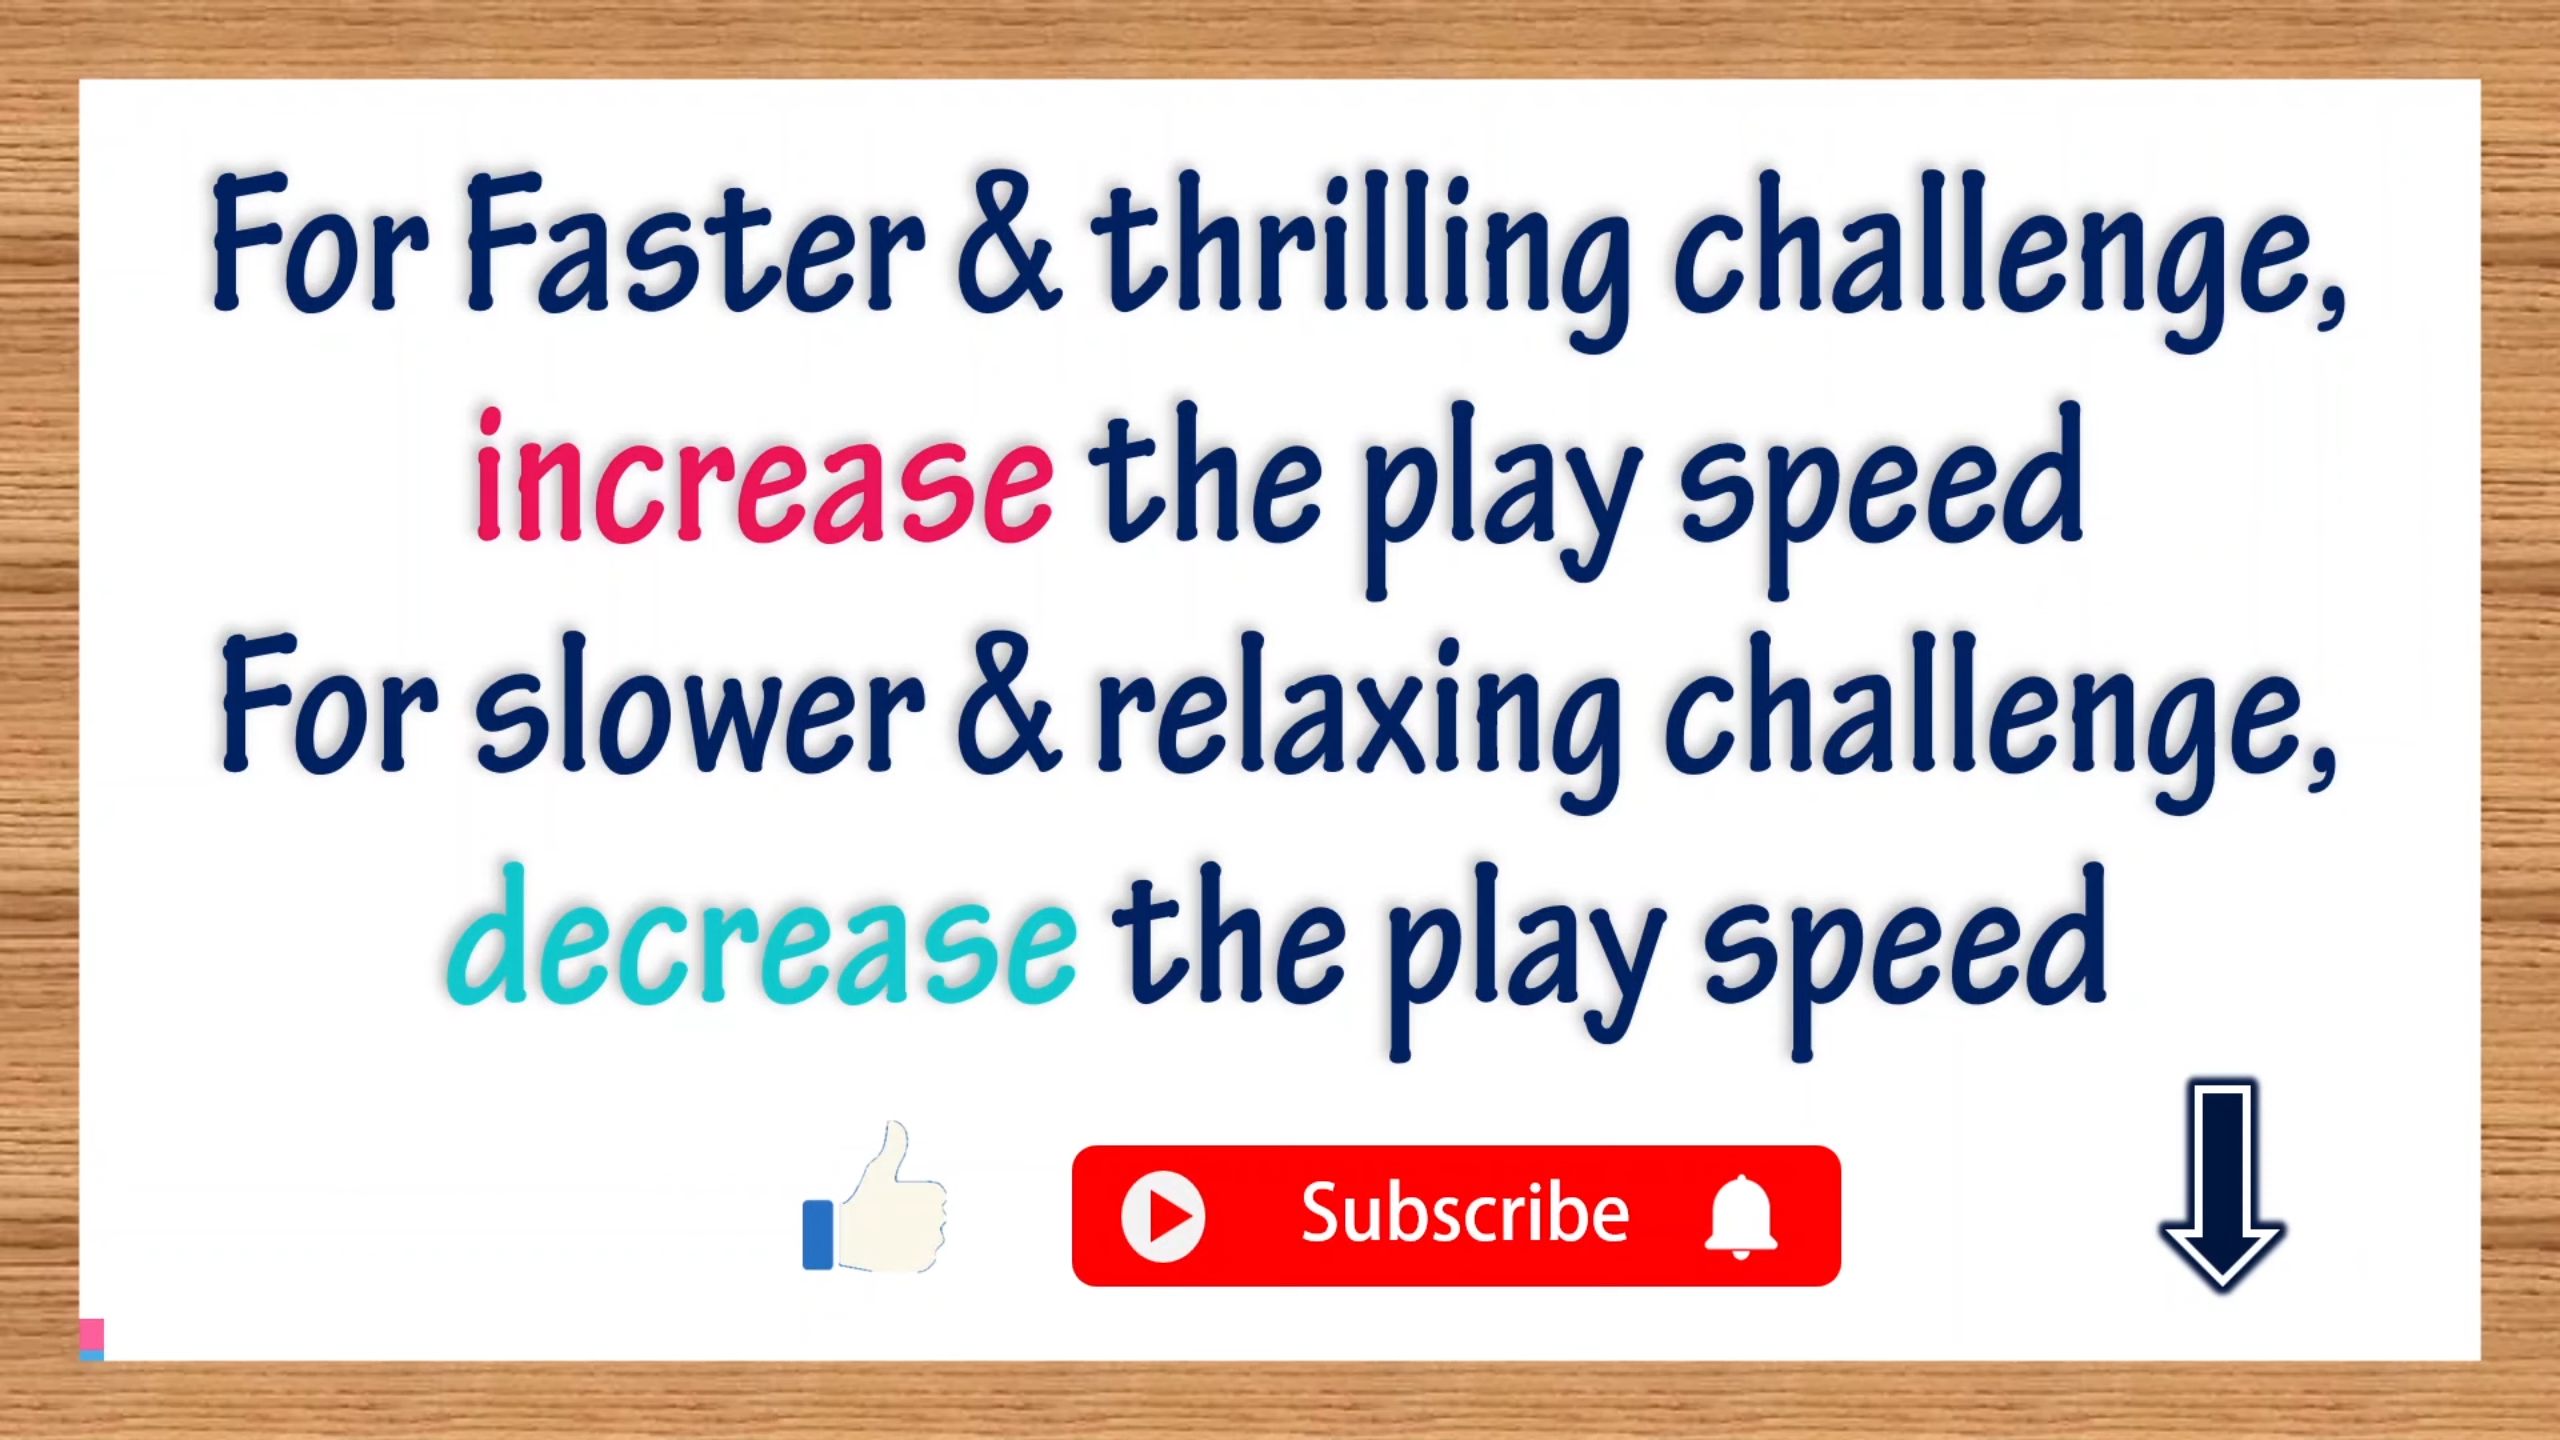 For Faster & thrilling challenge,
increase the play speed
For slower & relaxing challenge,
decrease the play speed
Subscribe